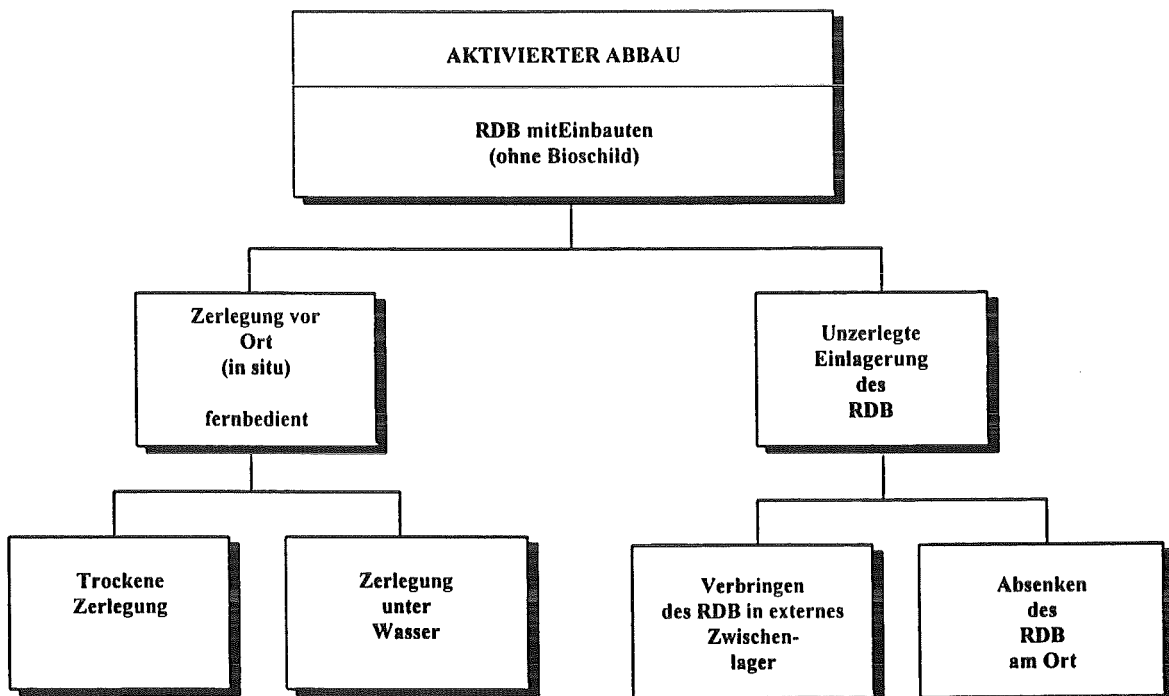 AKTIVIERTER ABBAU
RDB mitEinbauten
(ohne Bioschild)
Zerlegung vor
Ort
(in situ)
fernbedient
Unzerlegte
Einlagerung
des
RDB
Trockene
Zerlegung
Zerlegung
unter
Wasser
Verbringen
des RDB in externes
Zwischen-
lager
Absenken
des
RDB
am Ort